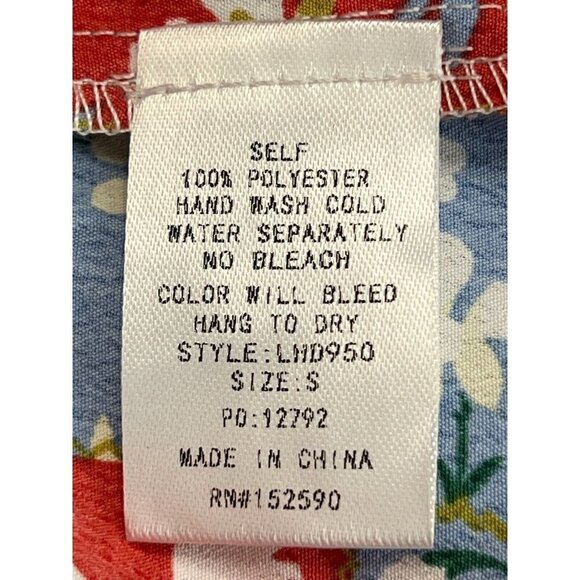 SELF
100% POLYESTER
HAND WASH COLD
WATER SEPARATELY
NO BLEACH
COLOR WILL BLEED
HANG TO DRY
STYLE:LHD950
SIZE:S
PO:12792
MADE IN CHINA
RN#152590